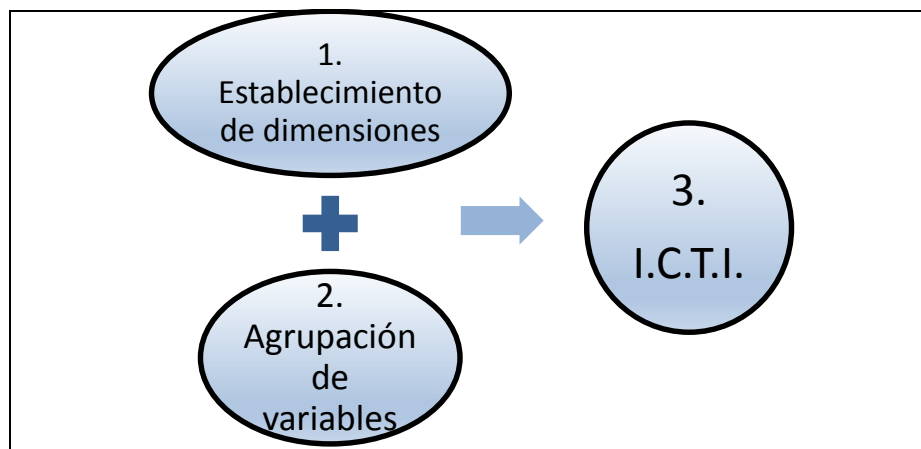 1.
Establecimiento
de dimensiones
2.
Agrupación
de
variables
3.
I.C.T.I.